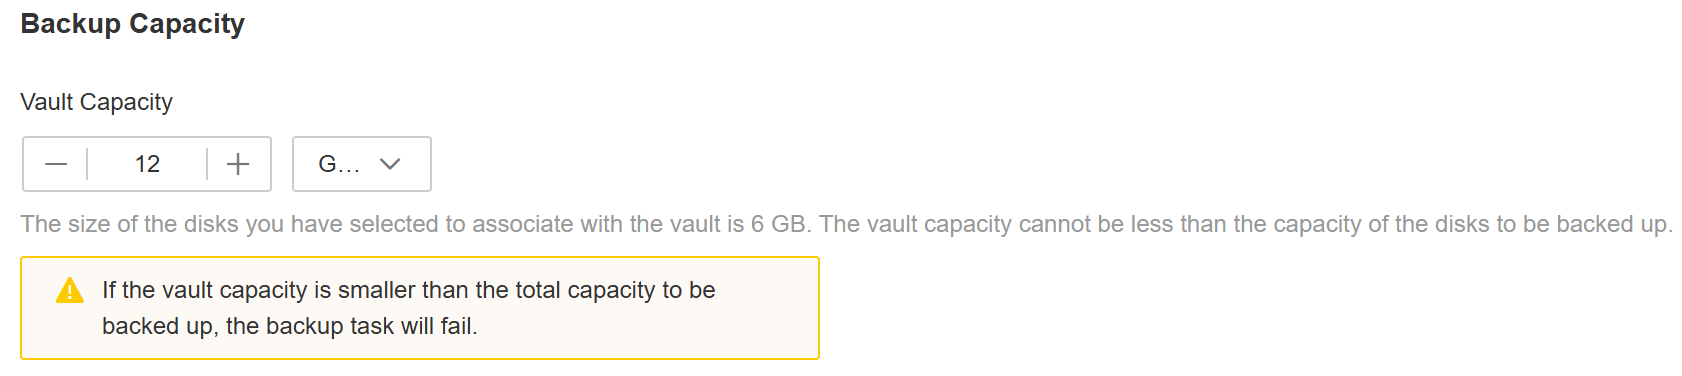 Backup Capacity
Vault Capacity
12
G...
The size of the disks you have selected to associate with the vault is 6 GB. The vault capacity cannot be less than the capacity of the disks to be backed up.
If the vault capacity is smaller than the total capacity to be
backed up, the backup task will fail.